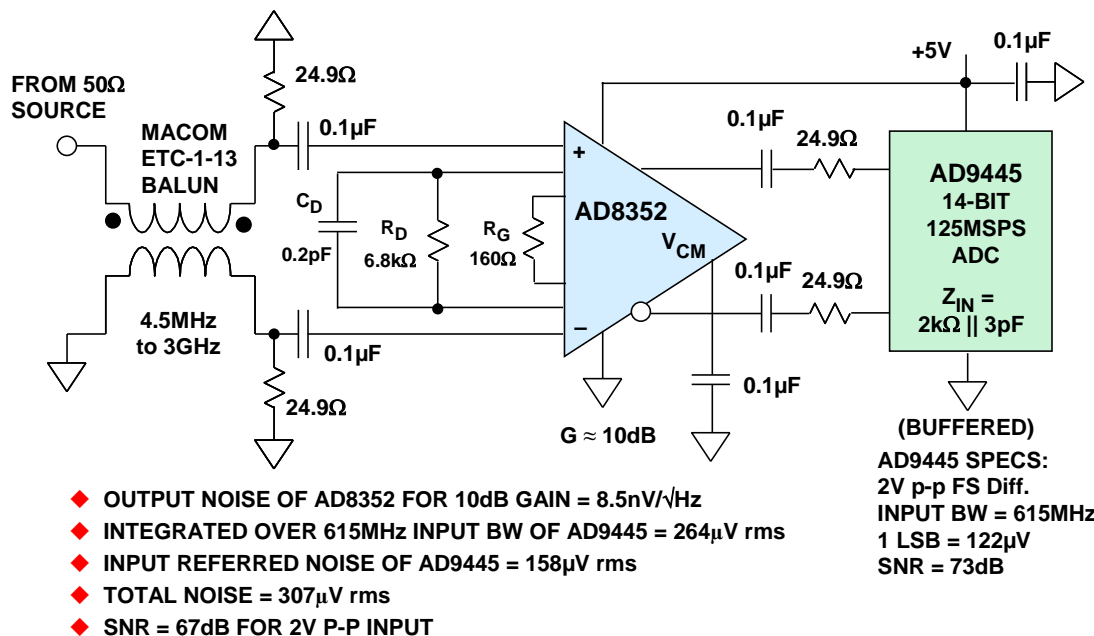 FROM 50Ω
SOURCE
MACOM
ETC-1-13
BALUN
24.9Ω
0.1µF
4.5MHz
to 3GHz
0.1µF
24.9Ω
C_D
0.2pF
R_D
6.8kΩ
R_G
160Ω
+
AD8352
V_CM
–
G ≈ 10dB
0.1µF
24.9Ω
0.1µF
24.9Ω
0.1µF
+5V
0.1µF
AD9445
14-BIT
125MSPS
ADC
Z_IN =
2kΩ || 3pF
(BUFFERED)
AD9445 SPECS:
2V p-p FS Diff.
INPUT BW = 615MHz
1 LSB = 122µV
SNR = 73dB
◆ OUTPUT NOISE OF AD8352 FOR 10dB GAIN = 8.5nV/√Hz
◆ INTEGRATED OVER 615MHz INPUT BW OF AD9445 = 264µV rms
◆ INPUT REFERRED NOISE OF AD9445 = 158µV rms
◆ TOTAL NOISE = 307µV rms
◆ SNR = 67dB FOR 2V P-P INPUT